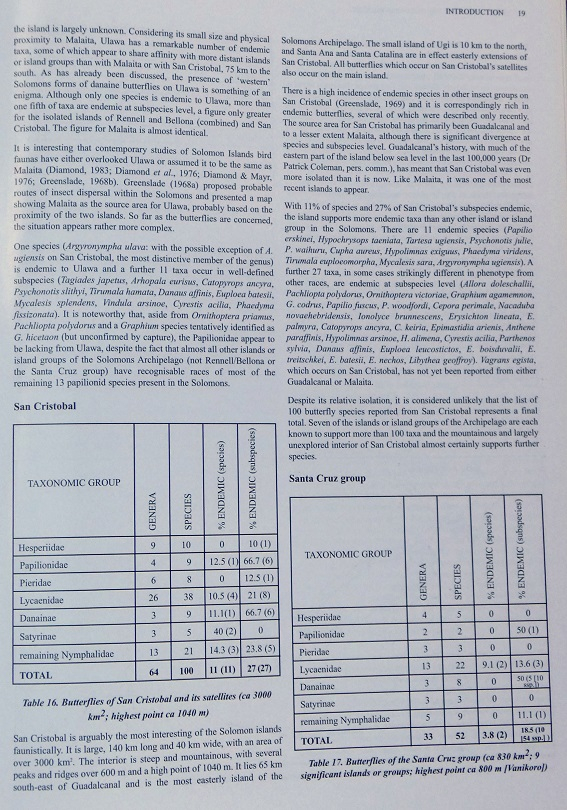 INTRODUCTION 19
the island is largely unknown. Considering its small size and physical
proximity to Malaita, Ulawa has a remarkable number of endemic
taxa, some of which appear to share affinity with more distant islands
or island groups than with Malaita or with San Cristobal, 75 km to the
south. As has already been discussed, the presence of 'western'
Solomons forms of danaine butterflies on Ulawa is something of an
enigma. Although only one species is endemic to Ulawa, more than
one fifth of taxa are endemic at subspecies level, a figure only greater
for the isolated islands of Rennell and Bellona (combined) and San
Cristobal. The figure for Malaita is almost identical.
It is interesting that contemporary studies of Solomon Islands bird
faunas have either overlooked Ulawa or assumed it to be the same as
Malaita (Diamond, 1983; Diamond et al., 1976; Diamond & Mayr,
1976; Greenslade, 1968b). Greenslade (1968a) proposed probable
routes of insect dispersal within the Solomons and presented a map
showing Malaita as the source area for Ulawa, probably based on the
proximity of the two islands. So far as the butterflies are concerned,
the situation appears rather more complex.
One species (Argyronympha ulava: with the possible exception of A.
ugiensis on San Cristobal, the most distinctive member of the genus)
is endemic to Ulawa and a further 11 taxa occur in well-defined
subspecies (Tagiades japetus, Arhopala eurisus, Catopyrops ancyra,
Psychonotis slithyi, Tirumala hamata, Danaus affinis, Euploea batesii,
Mycalesis splendens, Vindula arsinoe, Cyrestis acilia, Phaedyma
fissizonata). It is noteworthy that, aside from Ornithoptera priamus,
Pachliopta polydorus and a Graphium species tentatively identified as
G. hicetaon (but unconfirmed by capture), the Papilionidae appear to
be lacking from Ulawa, despite the fact that almost all other islands or
island groups of the Solomons Archipelago (not Rennell/Bellona or
the Santa Cruz group) have recognisable races of most of the
remaining 13 papilionid species present in the Solomons.
San Cristobal
TAXONOMIC GROUP GENERA SPECIES % ENDEMIC (species) % ENDEMIC (subspecies)
Hesperiidae 9 10 0 10 (1)
Papilionidae 4 9 12.5 (1) 66.7 (6)
Pieridae 6 8 0 12.5 (1)
Lycaenidae 26 38 10.5 (4) 21 (8)
Danainae 3 9 11.1(1) 66.7 (6)
Satyrinae 3 5 40 (2) 0
remaining Nymphalidae 13 21 14.3 (3) 23.8 (5)
TOTAL 64 100 11 (11) 27 (27)
Table 16. Butterflies of San Cristobal and its satellites (ca 3000
km²; highest point ca 1040 m)
San Cristobal is arguably the most interesting of the Solomon islands
faunistically. It is large, 140 km long and 40 km wide, with an area of
over 3000 km². The interior is steep and mountainous, with several
peaks and ridges over 600 m and a high point of 1040 m. It lies 65 km
south-east of Guadalcanal and is the most easterly island of the
Solomons Archipelago. The small island of Ugi is 10 km to the north,
and Santa Ana and Santa Catalina are in effect easterly extensions of
San Cristobal. All butterflies which occur on San Cristobal's satellites
also occur on the main island.
There is a high incidence of endemic species in other insect groups on
San Cristobal (Greenslade, 1969) and it is correspondingly rich in
endemic butterflies, several of which were described only recently.
The source area for San Cristobal has primarily been Guadalcanal and
to a lesser extent Malaita, although there is significant divergence at
species and subspecies level. Guadalcanal's history, with much of the
eastern part of the island below sea level in the last 100,000 years (Dr
Patrick Coleman, pers. comm.), has meant that San Cristobal was even
more isolated than it is now. Like Malaita, it was one of the most
recent islands to appear.
With 11% of species and 27% of San Cristobal's subspecies endemic,
the island supports more endemic taxa than any other island or island
group in the Solomons. There are 11 endemic species (Papilio
erskinei, Hypochrysops taeniata, Tartesa ugiensis, Psychonotis julie,
P. waihuru, Cupha aureus, Hypolimnas exiguus, Phaedyma viridens,
Tirumala euploeomorpha, Mycalesis sara, Argyronympha ugiensis). A
further 27 taxa, in some cases strikingly different in phenotype from
other races, are endemic at subspecies level (Allora doleschallii,
Pachliopta polydorus, Ornithoptera victoriae, Graphium agamemnon,
G. codrus, Papilio fuscus, P. woodfordi, Cepora perimale, Nacaduba
novaehebridensis, Ionolyce brunnescens, Erysichton lineata, E.
palmyra, Catopyrops ancyra, C. keiria, Epimastidia arienis, Anthene
paraffinis, Hypolimnas arsinoe, H. alimena, Cyrestis acilia, Parthenos
sylvia, Danaus affinis, Euploea leucostictos, E. boisduvalii, E.
treitschkei, E. batesii, E. nechos, Libythea geoffroy). Vagrans egista,
which occurs on San Cristobal, has not yet been reported from either
Guadalcanal or Malaita.
Despite its relative isolation, it is considered unlikely that the list of
100 butterfly species reported from San Cristobal represents a final
total. Seven of the islands or island groups of the Archipelago are each
known to support more than 100 taxa and the mountainous and largely
unexplored interior of San Cristobal almost certainly supports further
species.
Santa Cruz group
TAXONOMIC GROUP GENERA SPECIES % ENDEMIC (species) % ENDEMIC (subspecies)
Hesperiidae 4 5 0 0
Papilionidae 2 2 0 50 (1)
Pieridae 3 3 0 0
Lycaenidae 13 22 9.1 (2) 13.6 (3)
Danainae 3 8 0 50 (5 [10 ssp.])
Satyrinae 3 3 0 0
remaining Nymphalidae 5 9 0 11.1 (1)
TOTAL 33 52 3.8 (2) 18.5 (10 [54 ssp.])
Table 17. Butterflies of the Santa Cruz group (ca 830 km²; 9
significant islands or groups; highest point ca 800 m [Vanikoro])